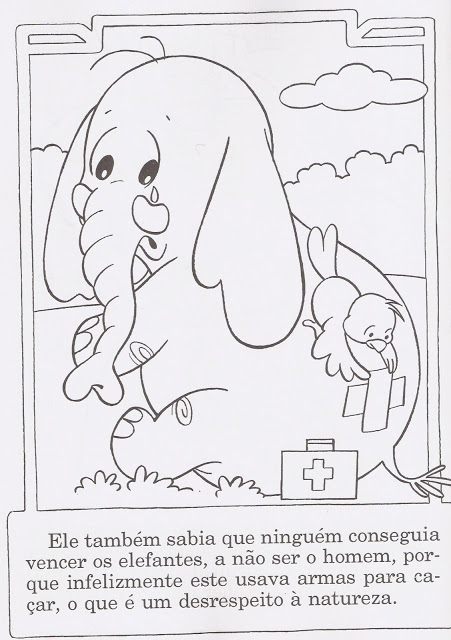 Ele também sabia que ninguém conseguia
vencer os elefantes, a não ser o homem, por-
que infelizmente este usava armas para ca-
çar, o que é um desrespeito à natureza.